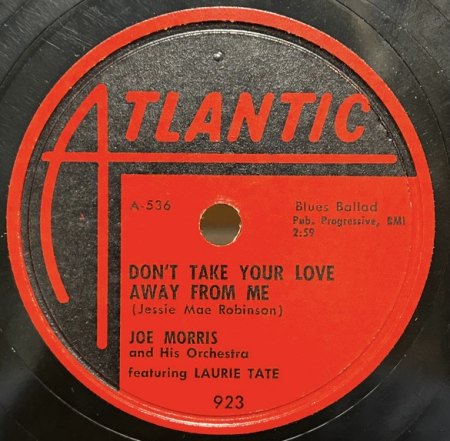 ATLANTIC
A-536
Blues Ballad
Pub. Progressive, BMI
2:59
DON'T TAKE YOUR LOVE
AWAY FROM ME
(Jessie Mae Robinson)
JOE MORRIS
and His Orchestra
featuring LAURIE TATE
923